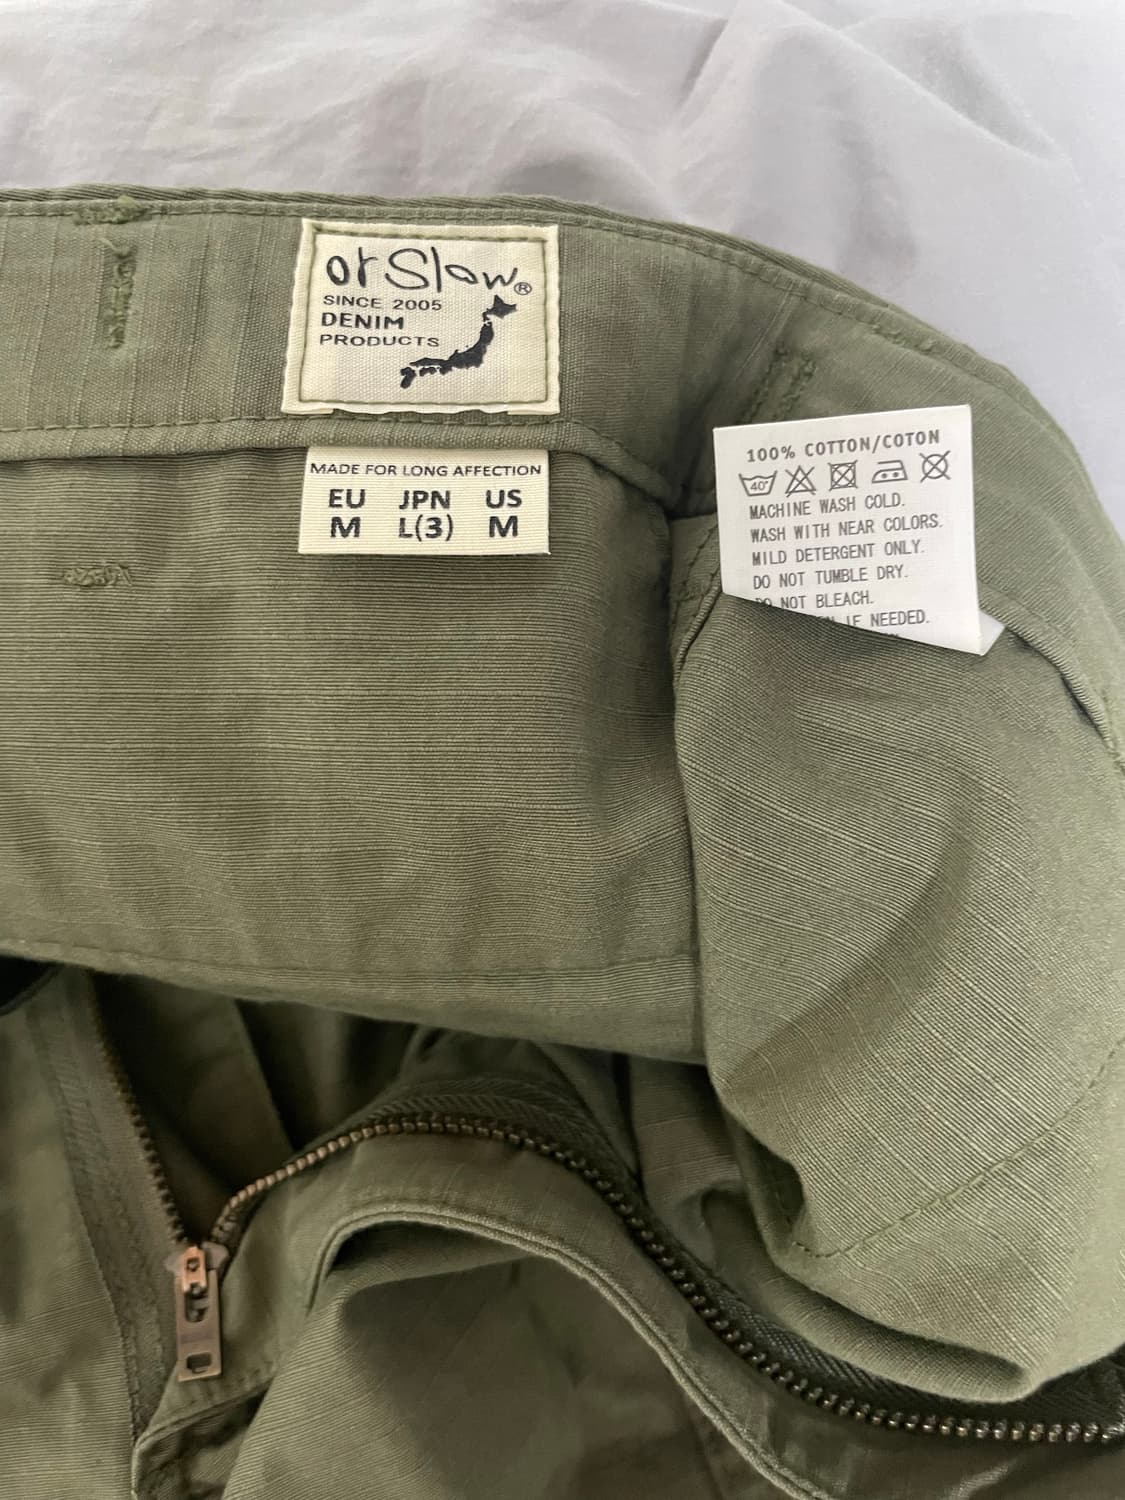 orSlow®
SINCE 2005
DENIM
PRODUCTS
MADE FOR LONG AFFECTION
EU JPN US
M L(3) M
100% COTTON/COTON
40°
MACHINE WASH COLD.
WASH WITH NEAR COLORS.
MILD DETERGENT ONLY.
DO NOT TUMBLE DRY.
DO NOT BLEACH.
IF NEEDED.